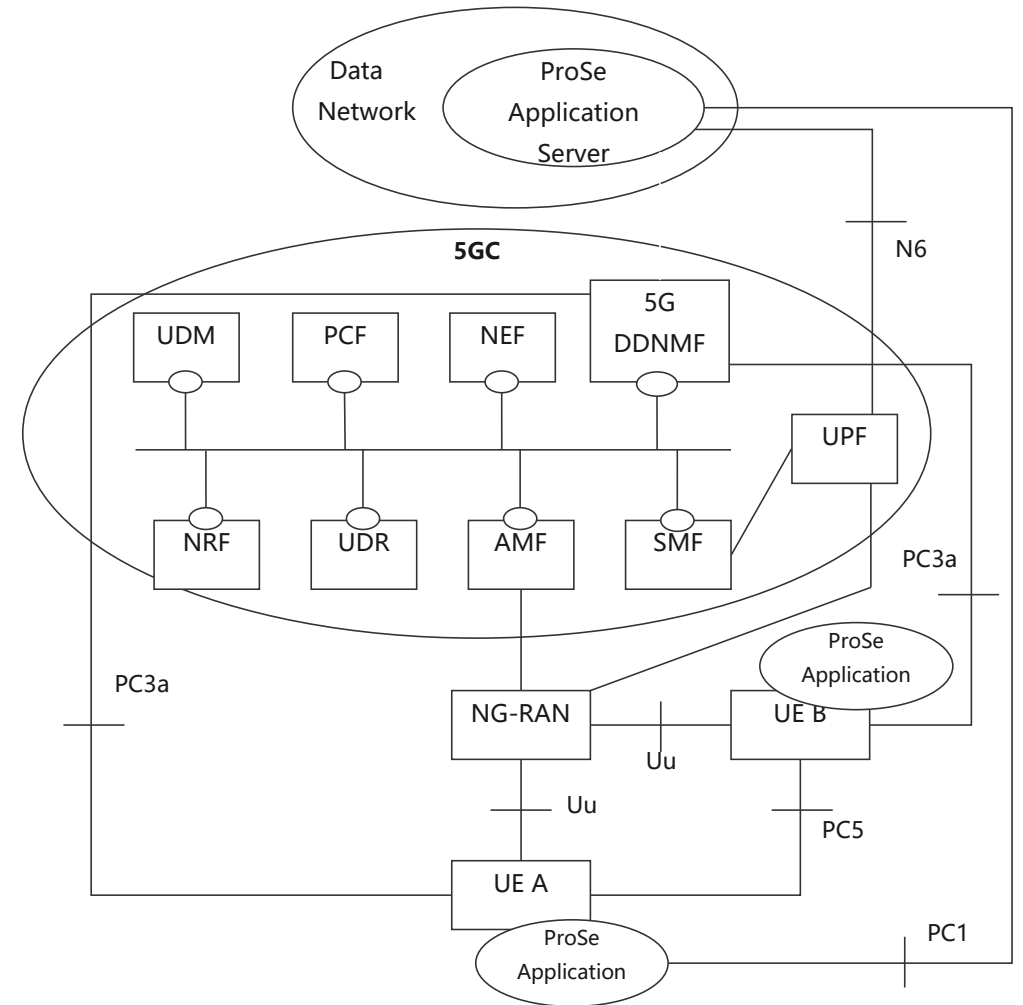 Data
Network
ProSe
Application
Server
N6
5GC
UDM
PCF
NEF
5G
DDNMF
UPF
NRF
UDR
AMF
SMF
PC3a
ProSe
Application
PC3a
NG-RAN
UE B
Uu
Uu
PC5
UE A
ProSe
Application
PC1